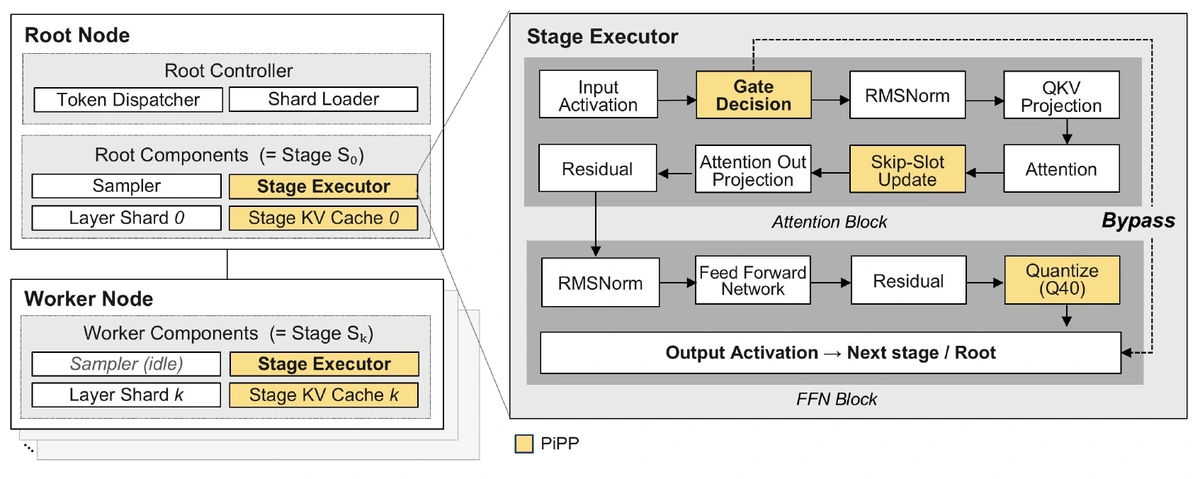 Root Node
Root Controller
Token Dispatcher
Shard Loader
Root Components (= Stage S₀)
Sampler
Stage Executor
Layer Shard 0
Stage KV Cache 0
Worker Node
Worker Components (= Stage Sₖ)
Sampler (idle)
Stage Executor
Layer Shard k
Stage KV Cache k
...
Stage Executor
Input
Activation
Gate
Decision
RMSNorm
QKV
Projection
Residual
Attention Out
Projection
Skip-Slot
Update
Attention
Attention Block
Bypass
RMSNorm
Feed Forward
Network
Residual
Quantize
(Q40)
Output Activation → Next stage / Root
FFN Block
PiPP